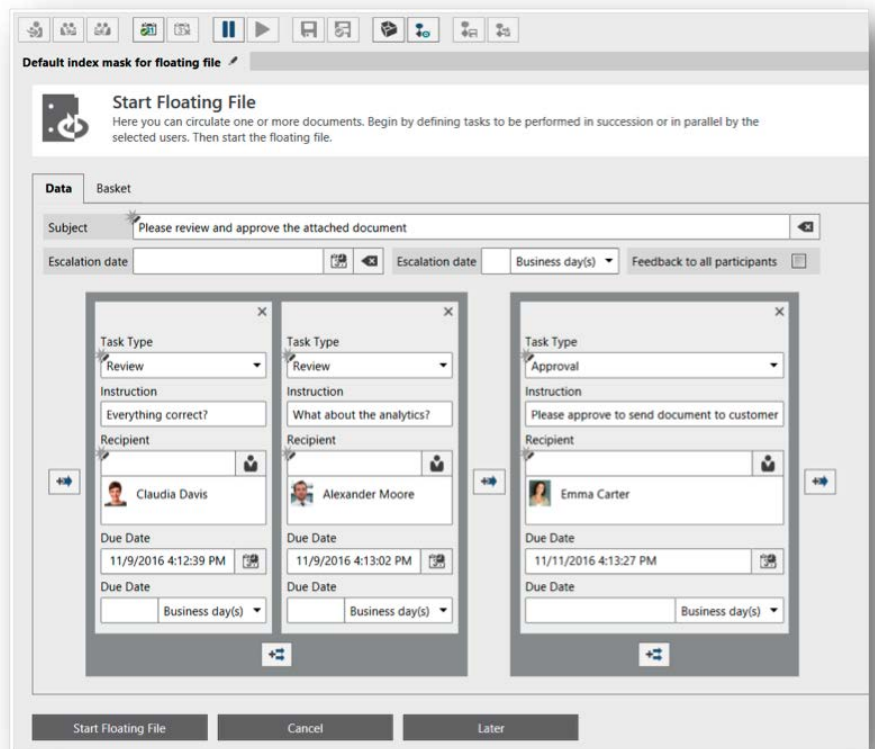 Default index mask for floating file
Start Floating File
Here you can circulate one or more documents. Begin by defining tasks to be performed in succession or in parallel by the
selected users. Then start the floating file.
Data Basket
Subject Please review and approve the attached document
Escalation date Escalation date Business day(s) Feedback to all participants
Task Type Task Type Task Type
Review Review Approval
Instruction Instruction Instruction
Everything correct? What about the analytics? Please approve to send document to customer
Recipient Recipient Recipient
Claudia Davis Alexander Moore Emma Carter
Due Date Due Date Due Date
11/9/2016 4:12:39 PM 11/9/2016 4:13:02 PM 11/11/2016 4:13:27 PM
Due Date Due Date Due Date
Business day(s) Business day(s) Business day(s)
Start Floating File Cancel Later